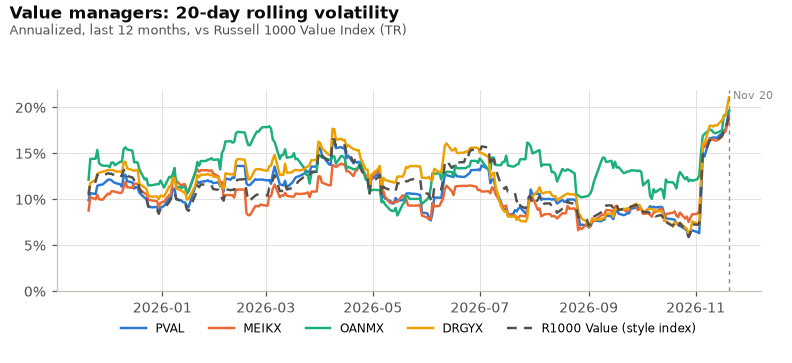 Value managers: 20-day rolling volatility
Annualized, last 12 months, vs Russell 1000 Value Index (TR)
Nov 20
20%
15%
10%
5%
0%
2026-01 2026-03 2026-05 2026-07 2026-09 2026-11
PVAL MEIKX OANMX DRGYX R1000 Value (style index)